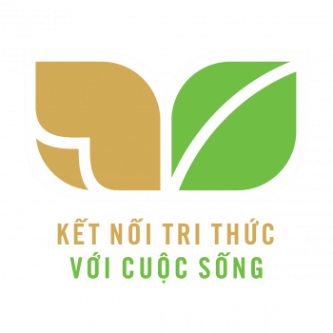 KẾT NỐI TRI THỨC
VỚI CUỘC SỐNG